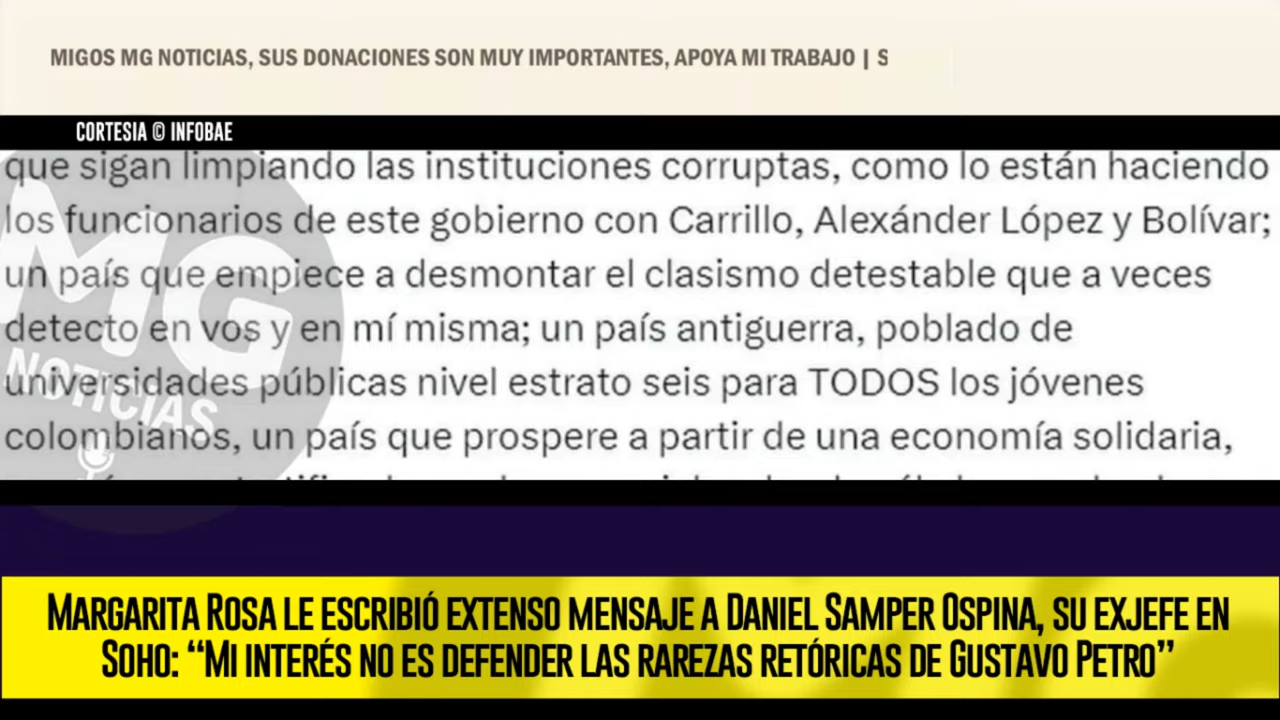 MIGOS MG NOTICIAS, SUS DONACIONES SON MUY IMPORTANTES, APOYA MI TRABAJO | S
CORTESIA © INFOBAE
que sigan limpiando las instituciones corruptas, como lo están haciendo
los funcionarios de este gobierno con Carrillo, Alexánder López y Bolívar;
un país que empiece a desmontar el clasismo detestable que a veces
detecto en vos y en mí misma; un país antiguerra, poblado de
universidades públicas nivel estrato seis para TODOS los jóvenes
colombianos, un país que prospere a partir de una economía solidaria,
MG
NOTICIAS
MARGARITA ROSA LE ESCRIBIÓ EXTENSO MENSAJE A DANIEL SAMPER OSPINA, SU EXJEFE EN
SOHO: “MI INTERÉS NO ES DEFENDER LAS RAREZAS RETÓRICAS DE GUSTAVO PETRO”